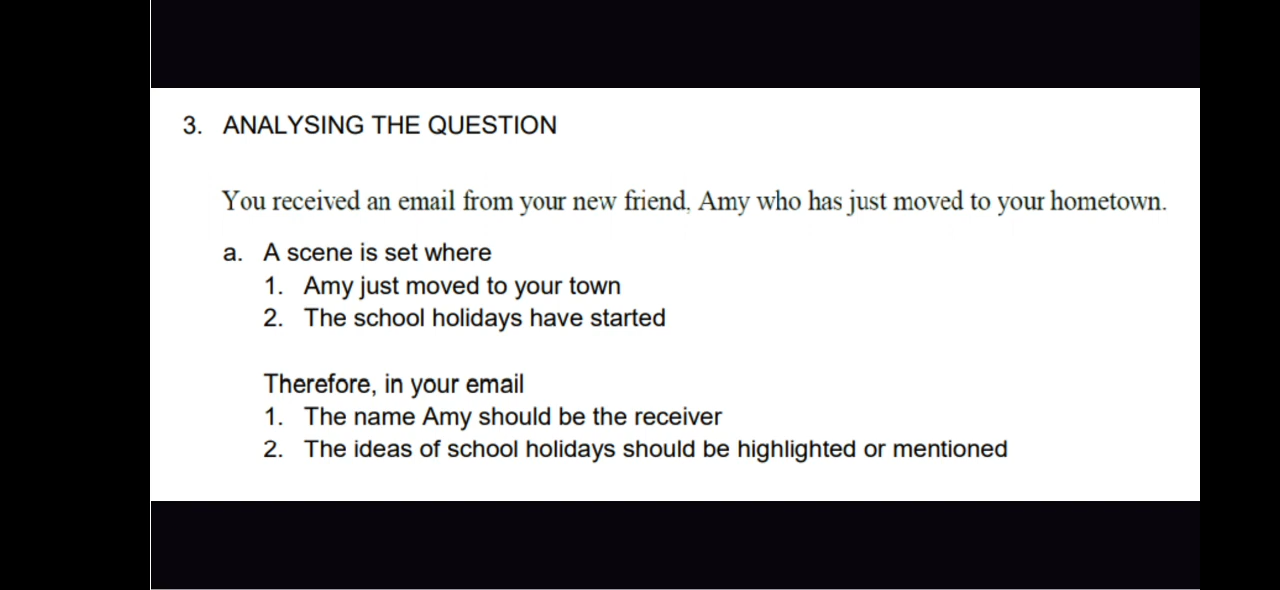 3. ANALYSING THE QUESTION
You received an email from your new friend, Amy who has just moved to your hometown.
a. A scene is set where
1. Amy just moved to your town
2. The school holidays have started
Therefore, in your email
1. The name Amy should be the receiver
2. The ideas of school holidays should be highlighted or mentioned